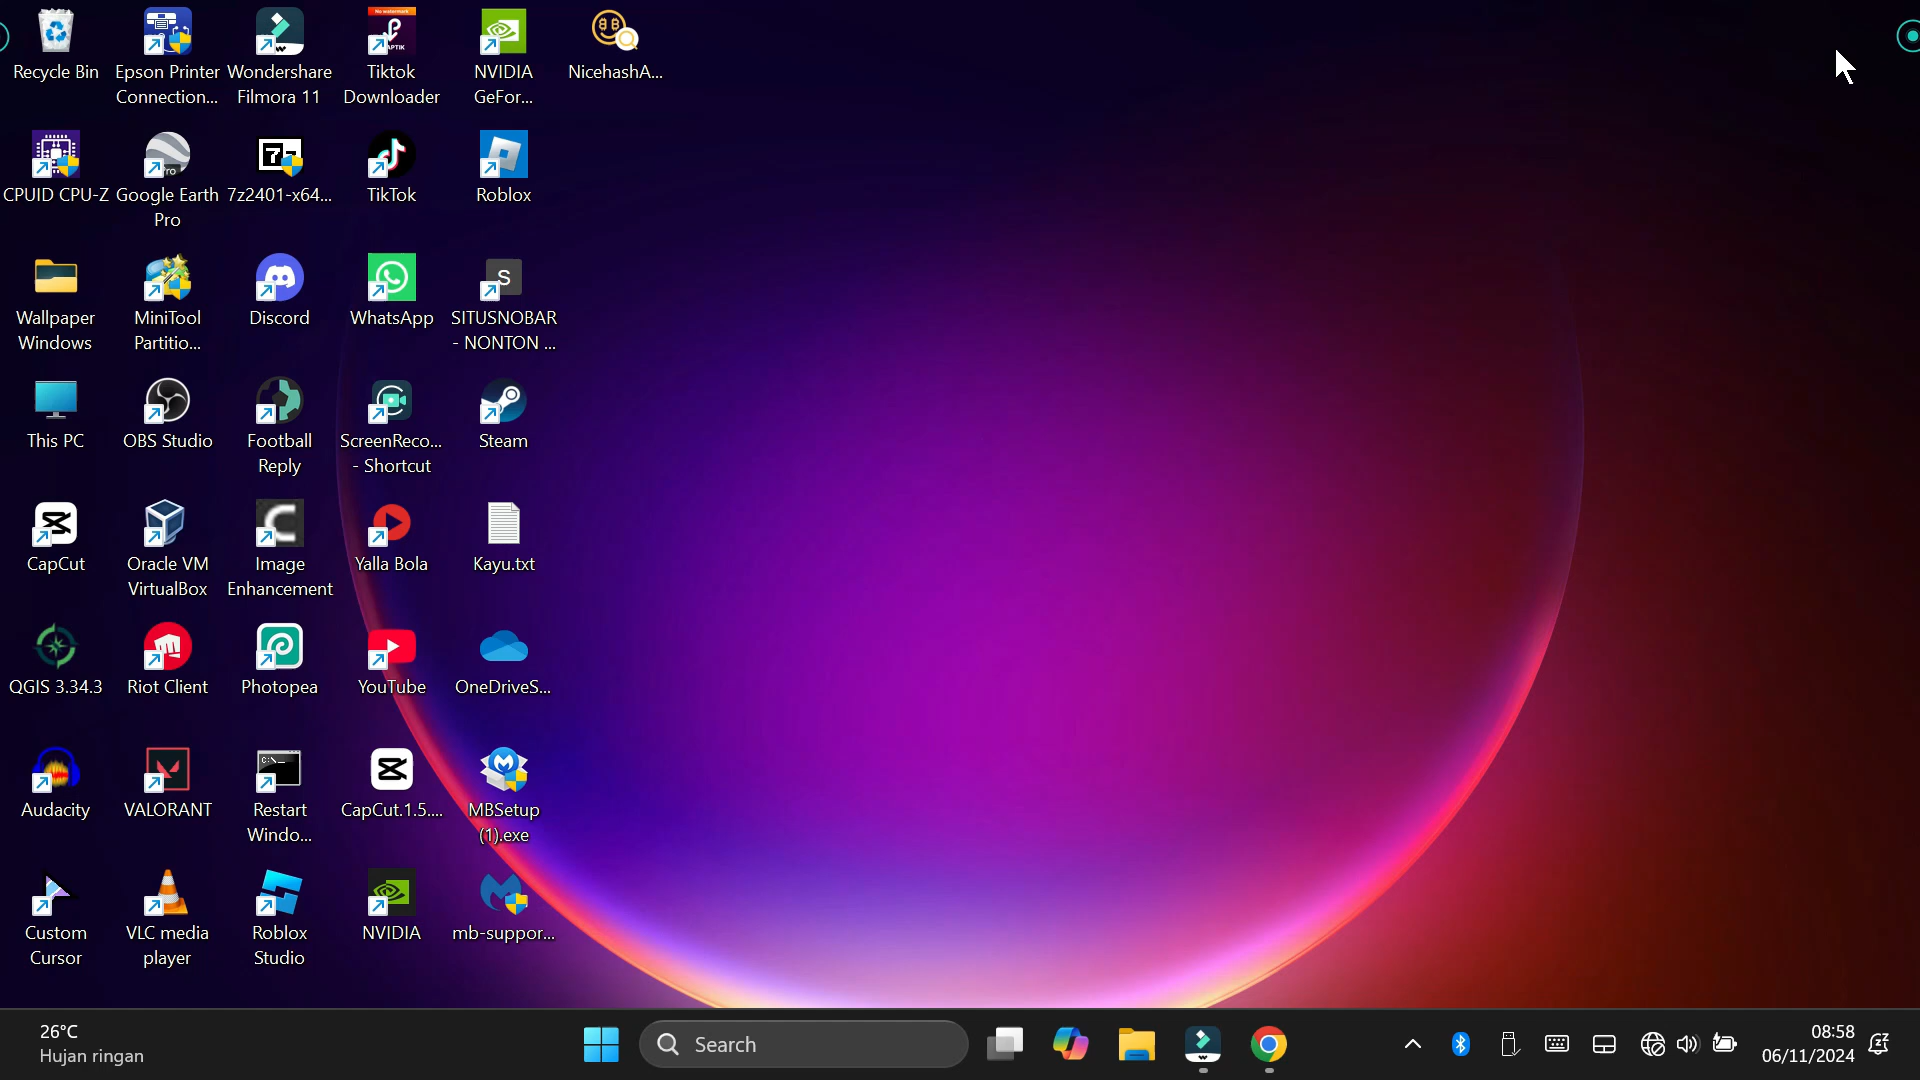 Recycle Bin
Epson Printer
Connection...
Wondershare
Filmora 11
No watermark
APTIK
Tiktok
Downloader
NVIDIA
GeFor...
NicehashA...
CPUID CPU-Z
Google Earth
Pro
7z2401-x64...
TikTok
Roblox
Wallpaper
Windows
MiniTool
Partitio...
Discord
WhatsApp
S
SITUSNOBAR
- NONTON ...
This PC
OBS Studio
Football
Reply
ScreenReco...
- Shortcut
Steam
CapCut
Oracle VM
VirtualBox
Image
Enhancement
Yalla Bola
Kayu.txt
QGIS 3.34.3
Riot Client
Photopea
YouTube
OneDriveS...
Audacity
VALORANT
C:\_
Restart
Windo...
CapCut.1.5....
MBSetup
(1).exe
Custom
Cursor
VLC media
player
Roblox
Studio
NVIDIA
mb-suppor...
26°C
Hujan ringan
Search
08:58
06/11/2024